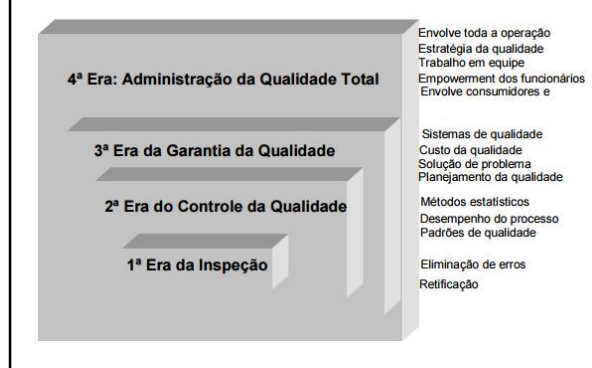 4ª Era: Administração da Qualidade Total
Envolve toda a operação
Estratégia da qualidade
Trabalho em equipe
Empowerment dos funcionários
Envolve consumidores e
3ª Era da Garantia da Qualidade
Sistemas de qualidade
Custo da qualidade
Solução de problema
Planejamento da qualidade
2ª Era do Controle da Qualidade
Métodos estatísticos
Desempenho do processo
Padrões de qualidade
1ª Era da Inspeção
Eliminação de erros
Retificação